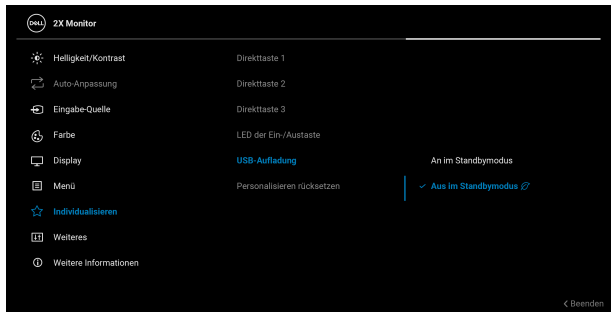 DELL 2X Monitor
Helligkeit/Kontrast
Auto-Anpassung
Eingabe-Quelle
Farbe
Display
Menü
Individualisieren
Weiteres
Weitere Informationen
Direkttaste 1
Direkttaste 2
Direkttaste 3
LED der Ein-/Austaste
USB-Aufladung
Personalisieren rücksetzen
An im Standbymodus
Aus im Standbymodus
Beenden